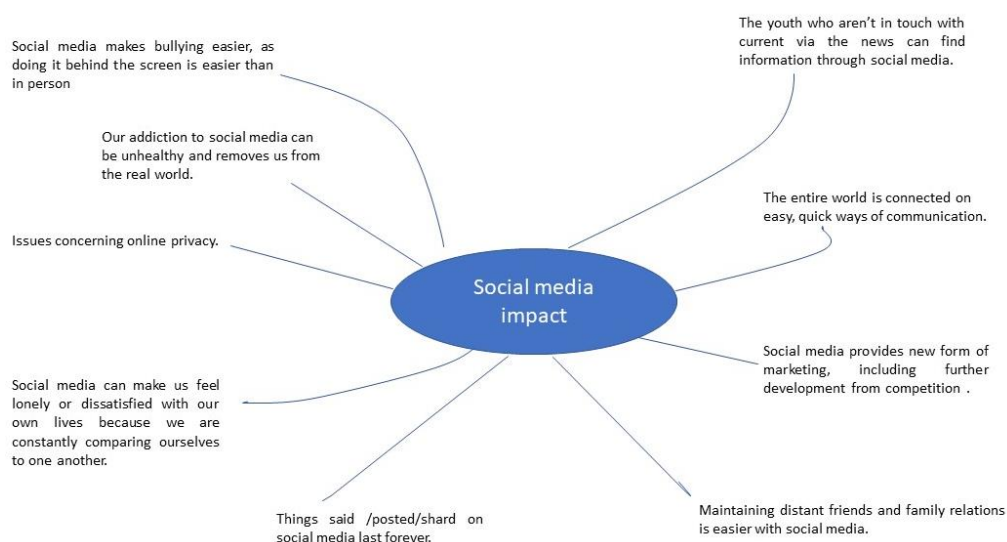 Social media makes bullying easier, as
doing it behind the screen is easier than
in person
The youth who aren't in touch with
current via the news can find
information through social media.
Our addiction to social media can
be unhealthy and removes us from
the real world.
The entire world is connected on
easy, quick ways of communication.
Issues concerning online privacy.
Social media
impact
Social media provides new form of
marketing, including further
development from competition .
Social media can make us feel
lonely or dissatisfied with our
own lives because we are
constantly comparing ourselves
to one another.
Things said /posted/shard on
social media last forever.
Maintaining distant friends and family relations
is easier with social media.